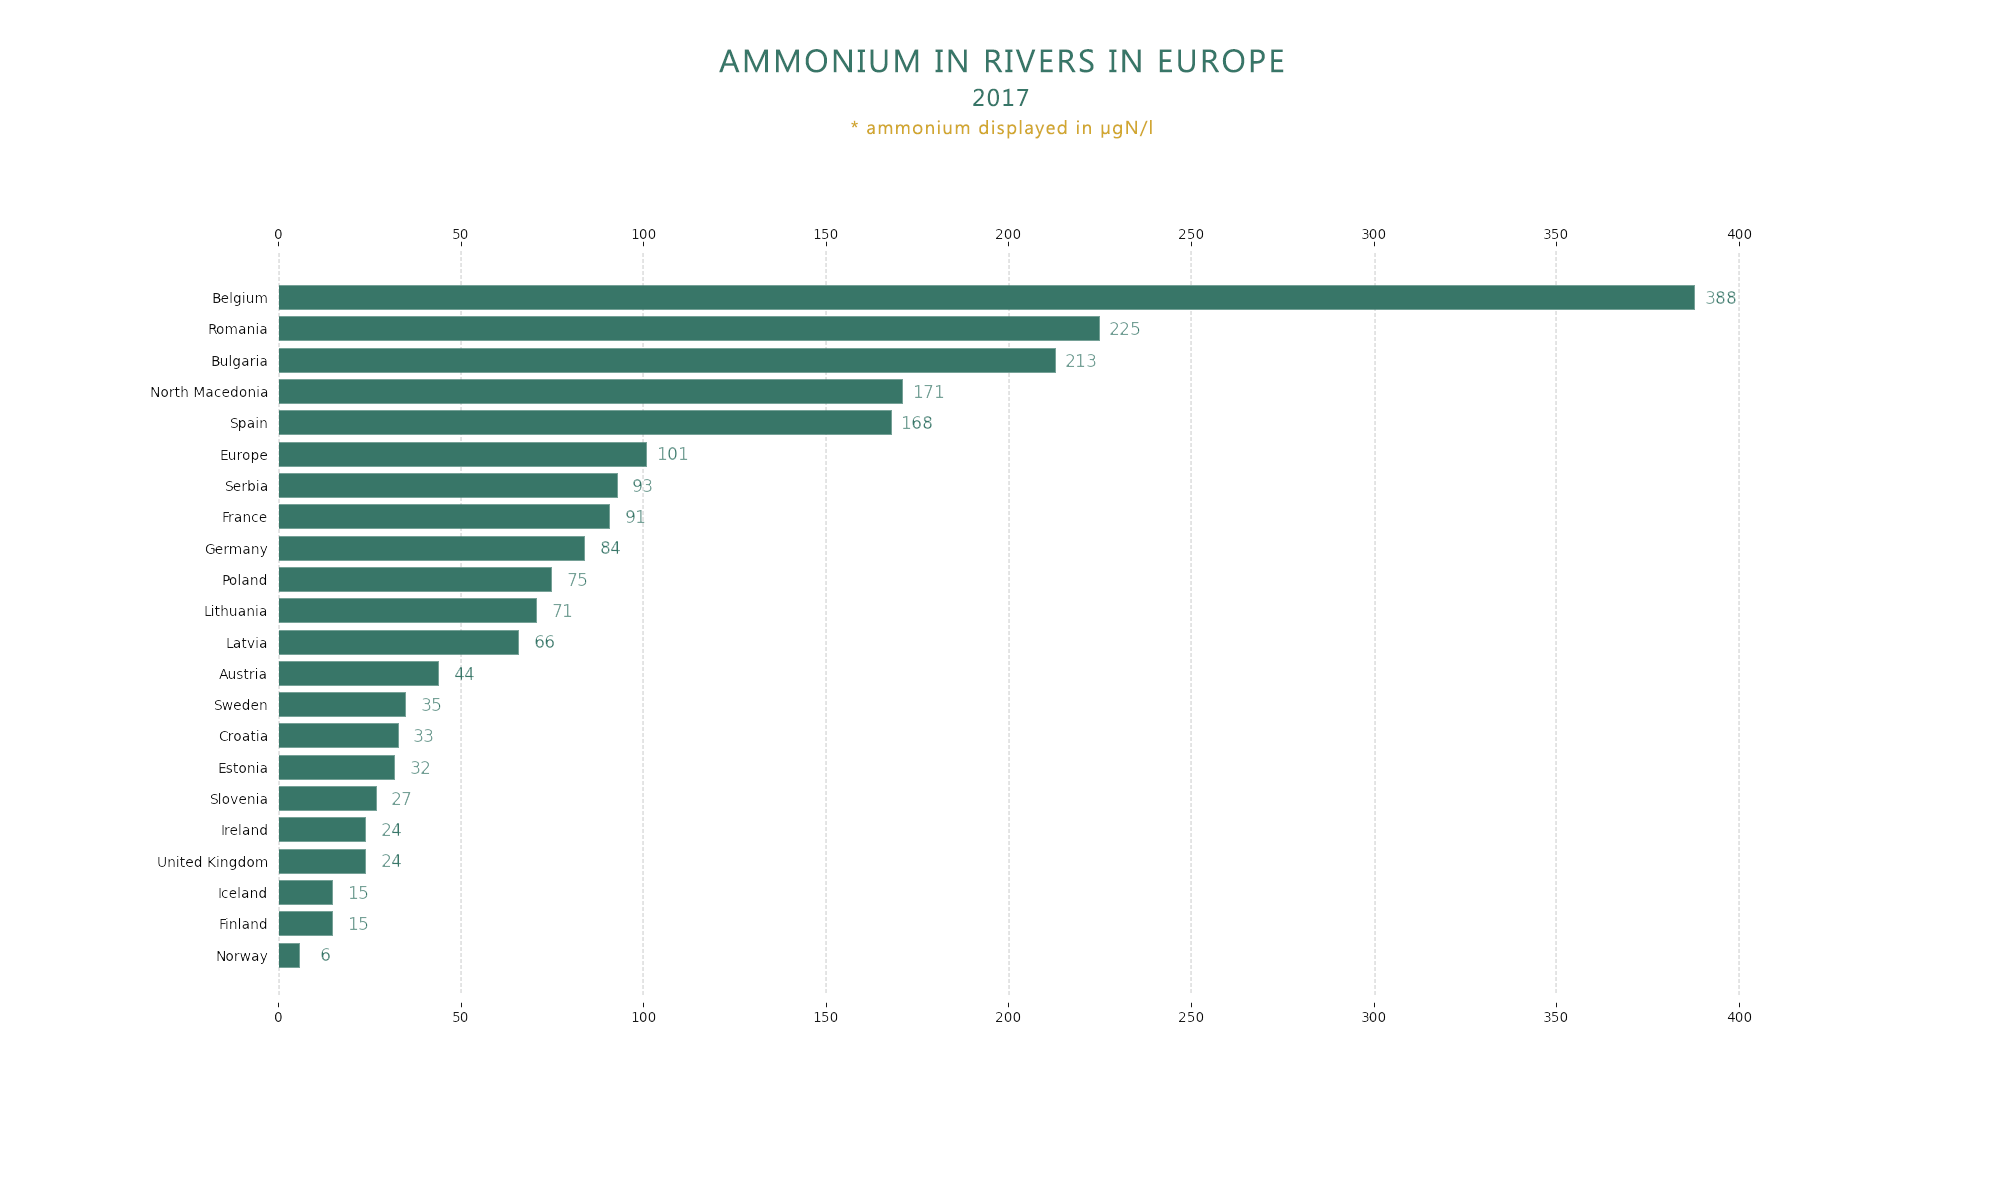 AMMONIUM IN RIVERS IN EUROPE
2017
* ammonium displayed in µgN/l
0 50 100 150 200 250 300 350 400
Belgium 388
Romania 225
Bulgaria 213
North Macedonia 171
Spain 168
Europe 101
Serbia 93
France 91
Germany 84
Poland 75
Lithuania 71
Latvia 66
Austria 44
Sweden 35
Croatia 33
Estonia 32
Slovenia 27
Ireland 24
United Kingdom 24
Iceland 15
Finland 15
Norway 6
0 50 100 150 200 250 300 350 400